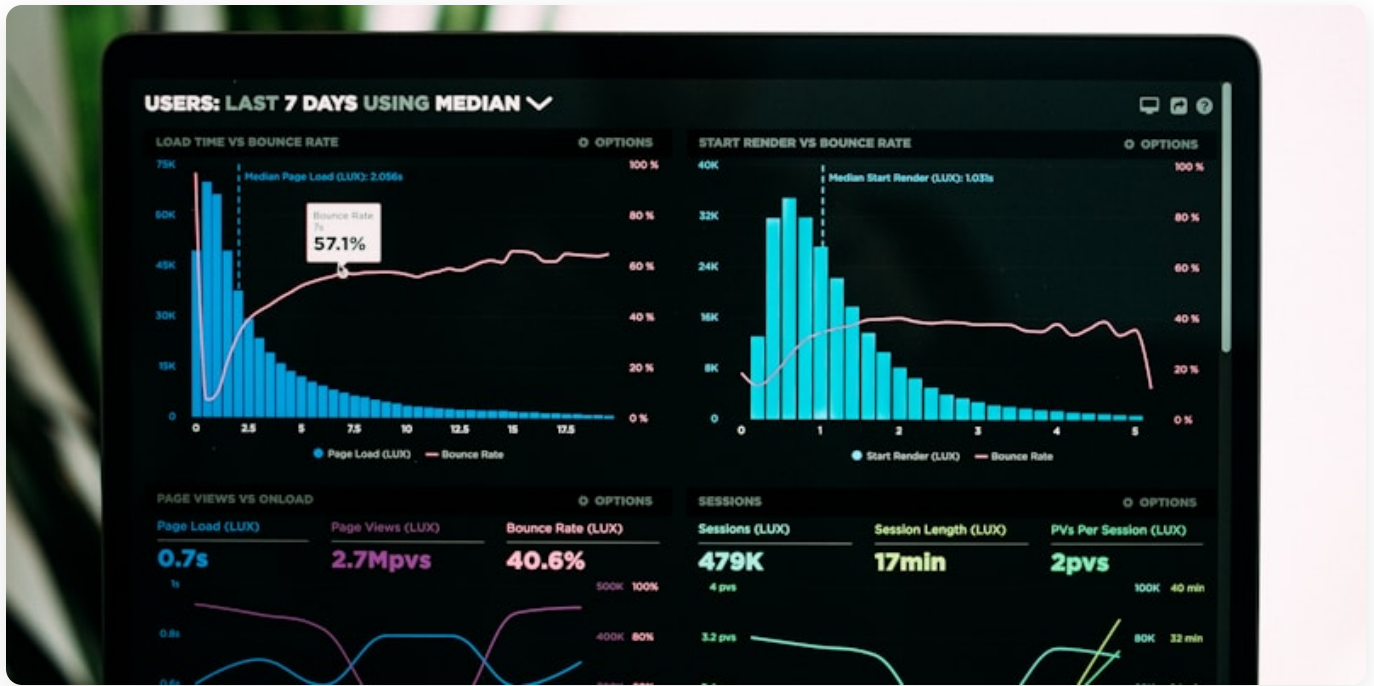 USERS: LAST 7 DAYS USING MEDIAN
LOAD TIME VS BOUNCE RATE
OPTIONS
75K
60K
45K
30K
15K
0
Median Page Load (LUX): 2.056s
Bounce Rate
7s
57.1%
100 %
80 %
60 %
40 %
20 %
0 %
0 2.5 5 7.5 10 12.5 15 17.5
Page Load (LUX) Bounce Rate
START RENDER VS BOUNCE RATE
OPTIONS
40K
32K
24K
16K
8K
0
Median Start Render (LUX): 1.031s
100 %
80 %
60 %
40 %
20 %
0 %
0 1 2 3 4 5
Start Render (LUX) Bounce Rate
PAGE VIEWS VS ONLOAD
OPTIONS
Page Load (LUX) Page Views (LUX) Bounce Rate (LUX)
0.7s 2.7Mpvs 40.6%
1s 500K 100%
0.8s 400K 80%
0.6s
SESSIONS
OPTIONS
Sessions (LUX) Session Length (LUX) PVs Per Session (LUX)
479K 17min 2pvs
4 pvs 100K 40 min
3.2 pvs 80K 32 min